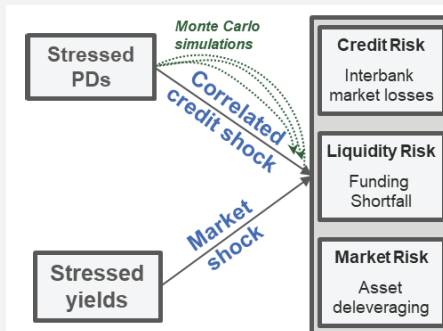 Monte Carlo
simulations
Stressed
PDs
Correlated
credit shock
Market
shock
Stressed
yields
Credit Risk
Interbank
market losses
Liquidity Risk
Funding
Shortfall
Market Risk
Asset
deleveraging